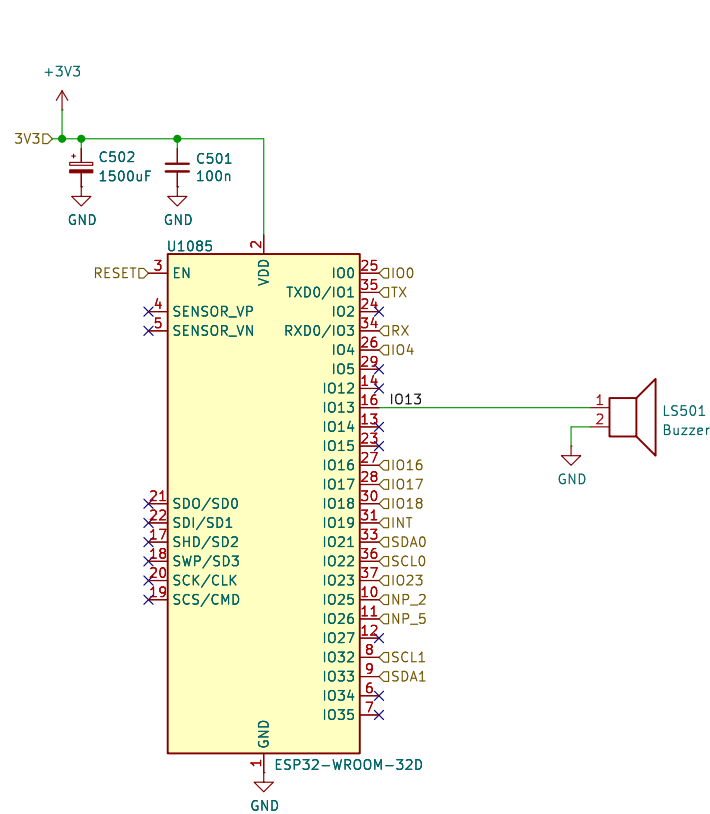 +3V3
3V3
+
C502
1500uF
C501
100n
GND
GND
U1085
2
VDD
RESET
3
EN
IO0
25
IO0
TXD0/IO1
35
TX
4
SENSOR_VP
IO2
24
5
SENSOR_VN
RXD0/IO3
34
RX
IO4
26
IO4
IO5
29
IO12
14
IO13
16
IO13
1
2
LS501
Buzzer
GND
IO14
13
IO15
23
IO16
27
IO16
IO17
28
IO17
21
SDO/SD0
IO18
30
IO18
22
SDI/SD1
IO19
31
INT
17
SHD/SD2
IO21
33
SDA0
18
SWP/SD3
IO22
36
SCL0
20
SCK/CLK
IO23
37
IO23
19
SCS/CMD
IO25
10
NP_2
IO26
11
NP_5
IO27
12
IO32
8
SCL1
IO33
9
SDA1
IO34
6
IO35
7
GND
1
ESP32-WROOM-32D
GND